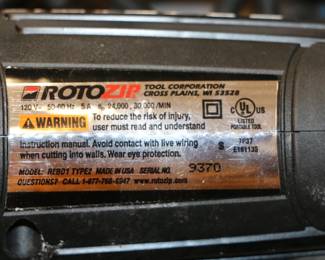 ROTOZIP TOOL CORPORATION
CROSS PLAINS, WI 53528
120 V~ 50-60 Hz 5 A 24,000, 30,000 /MIN
C UL US
LISTED
PORTABLE TOOL
WARNING To reduce the risk of injury,
user must read and understand
instruction manual. Avoid contact with live wiring
when cutting into walls. Wear eye protection.
7P37
E181135
MODEL: REB01 TYPE2 MADE IN USA SERIAL NO. 9370
QUESTIONS? CALL 1-877-768-6947 www.rotozip.com